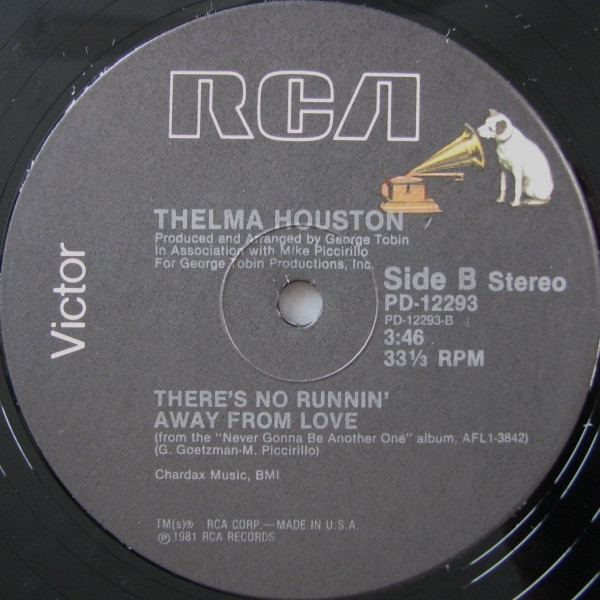 RCA
Victor
THELMA HOUSTON
Produced and Arranged by George Tobin
In Association with Mike Piccirillo
For George Tobin Productions, Inc.
Side B Stereo
PD-12293
PD-12293-B
3:46
33⅓ RPM
THERE'S NO RUNNIN'
AWAY FROM LOVE
(from the "Never Gonna Be Another One" album, AFL1-3842)
(G. Goetzman-M. Piccirillo)
Chardax Music, BMI
TM(s)® RCA CORP.—MADE IN U.S.A.
℗1981 RCA RECORDS